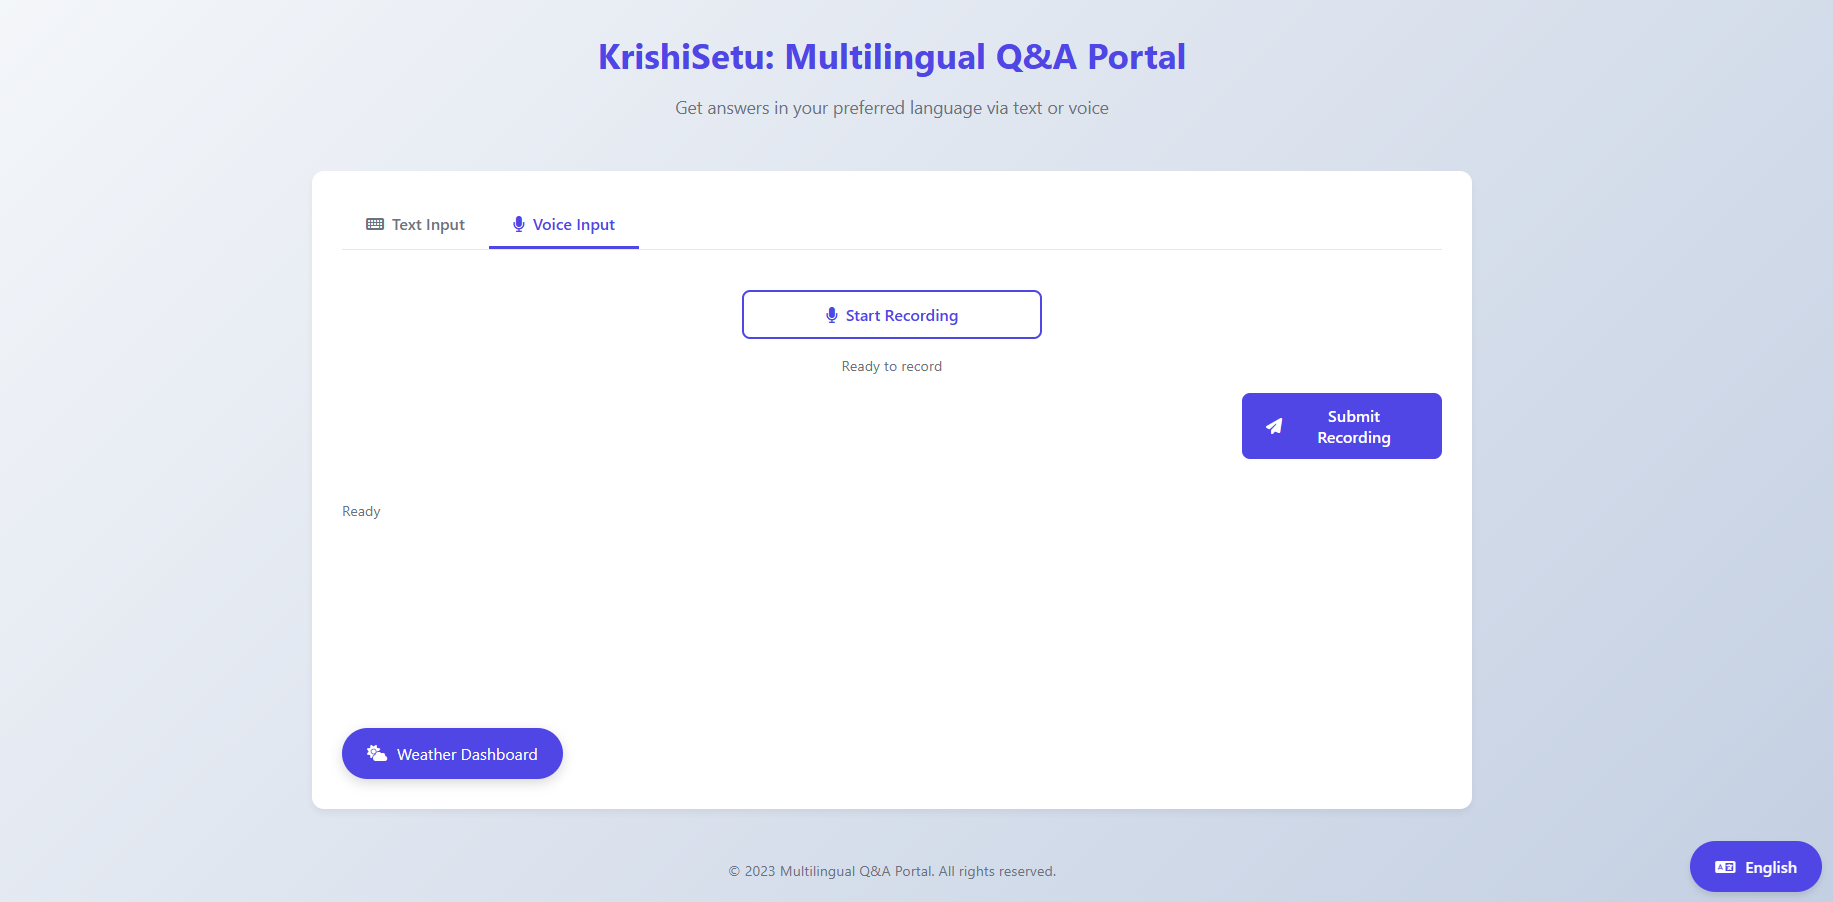 KrishiSetu: Multilingual Q&A Portal
Get answers in your preferred language via text or voice
Text Input
Voice Input
Start Recording
Ready to record
Submit
Recording
Ready
Weather Dashboard
© 2023 Multilingual Q&A Portal. All rights reserved.
English